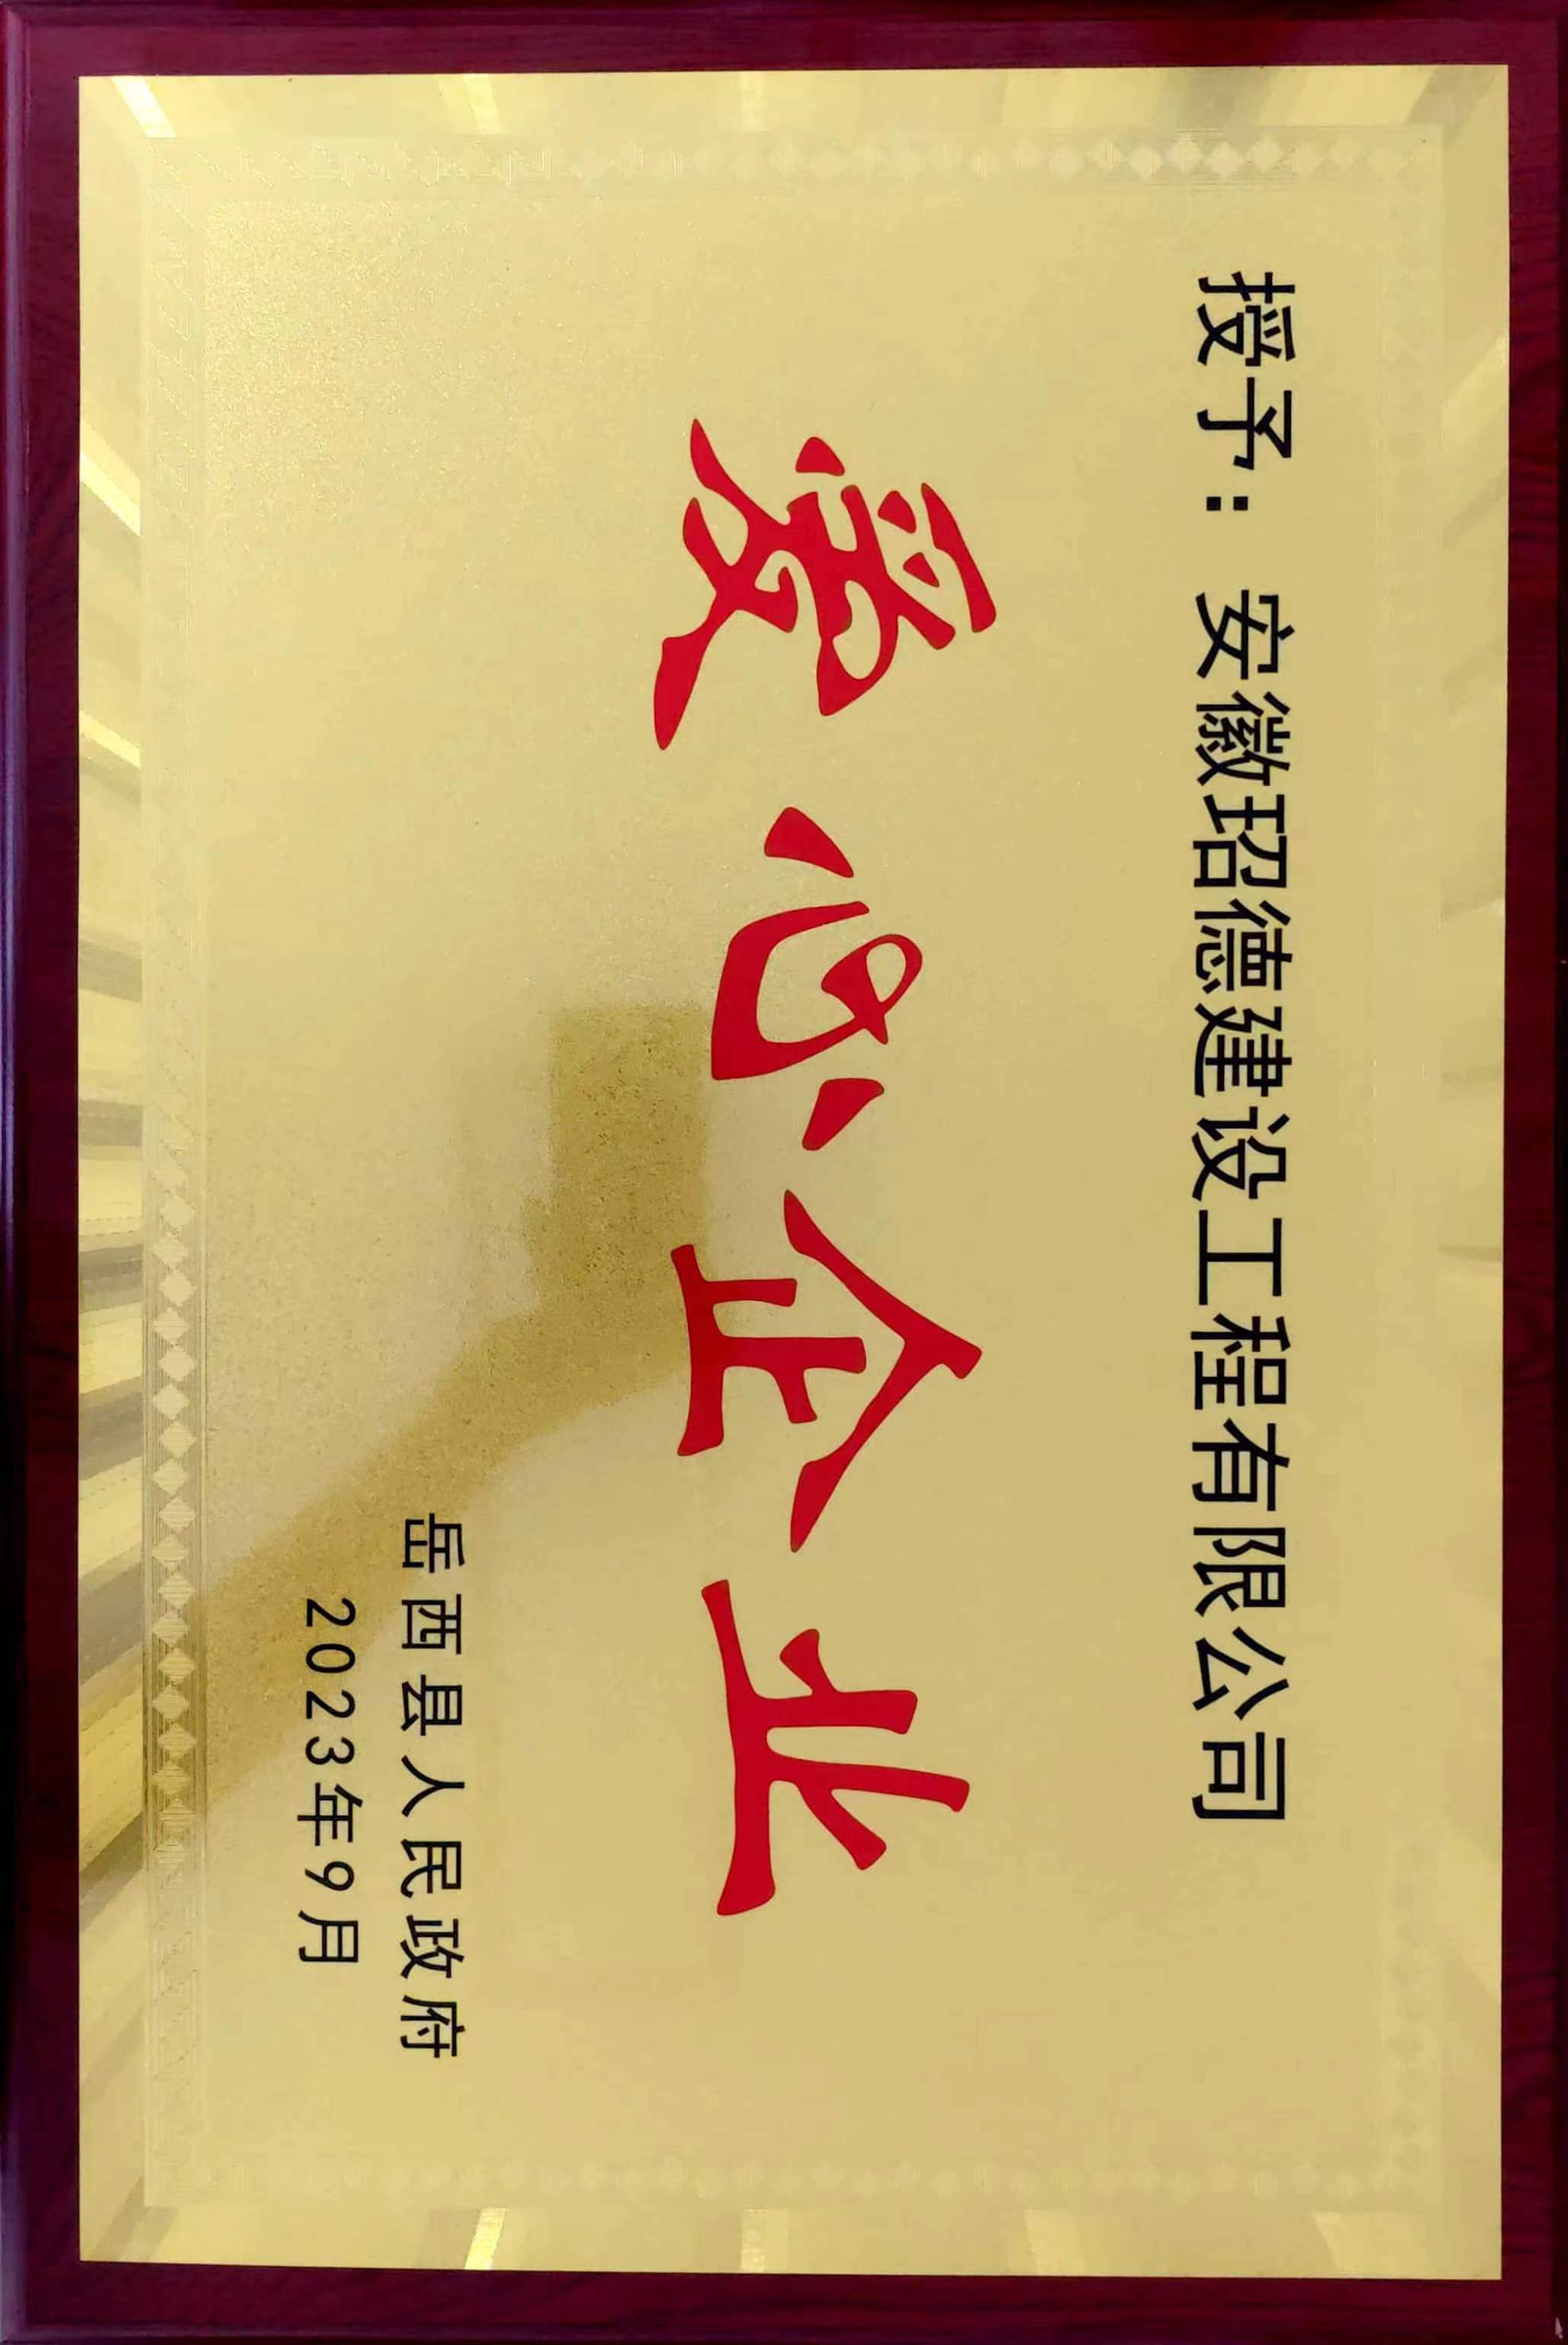 授予：安徽玿德建设工程有限公司
爱心企业
岳西县人民政府
2023年9月